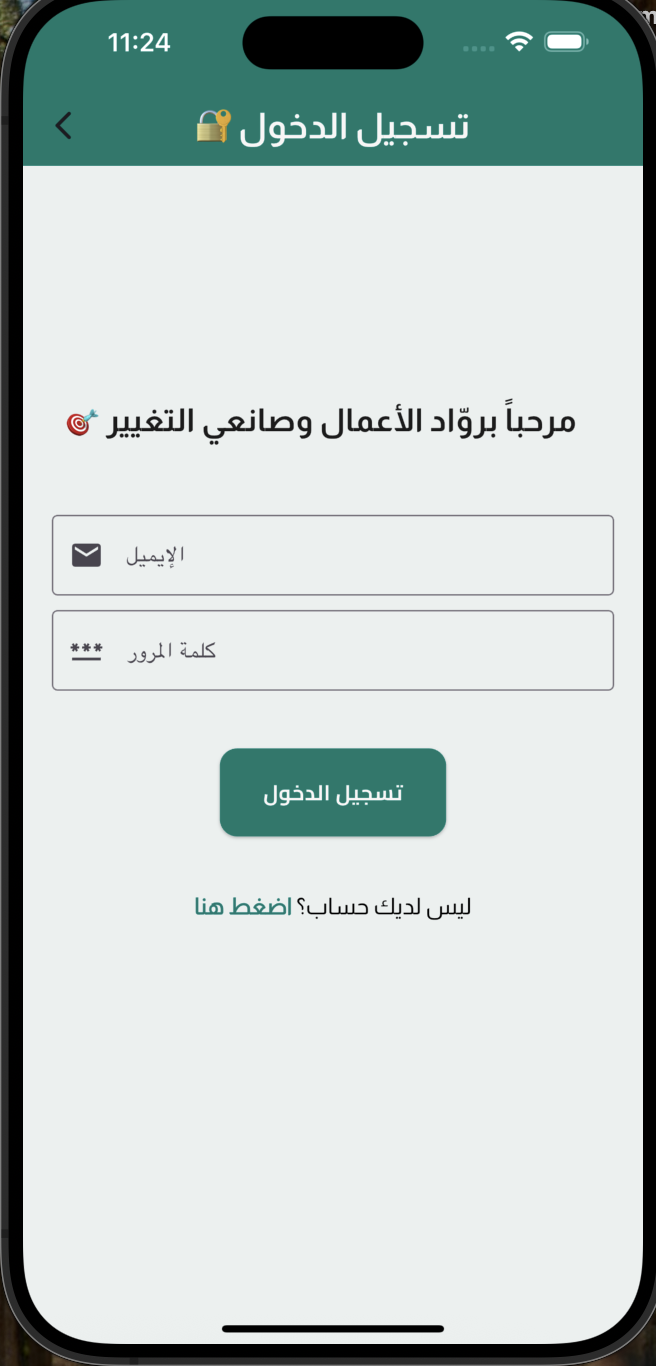 11:24
تسجيل الدخول 🔐
مرحباً بروّاد الأعمال وصانعي التغيير 🎯
الإيميل
كلمة المرور
تسجيل الدخول
ليس لديك حساب؟ اضغط هنا